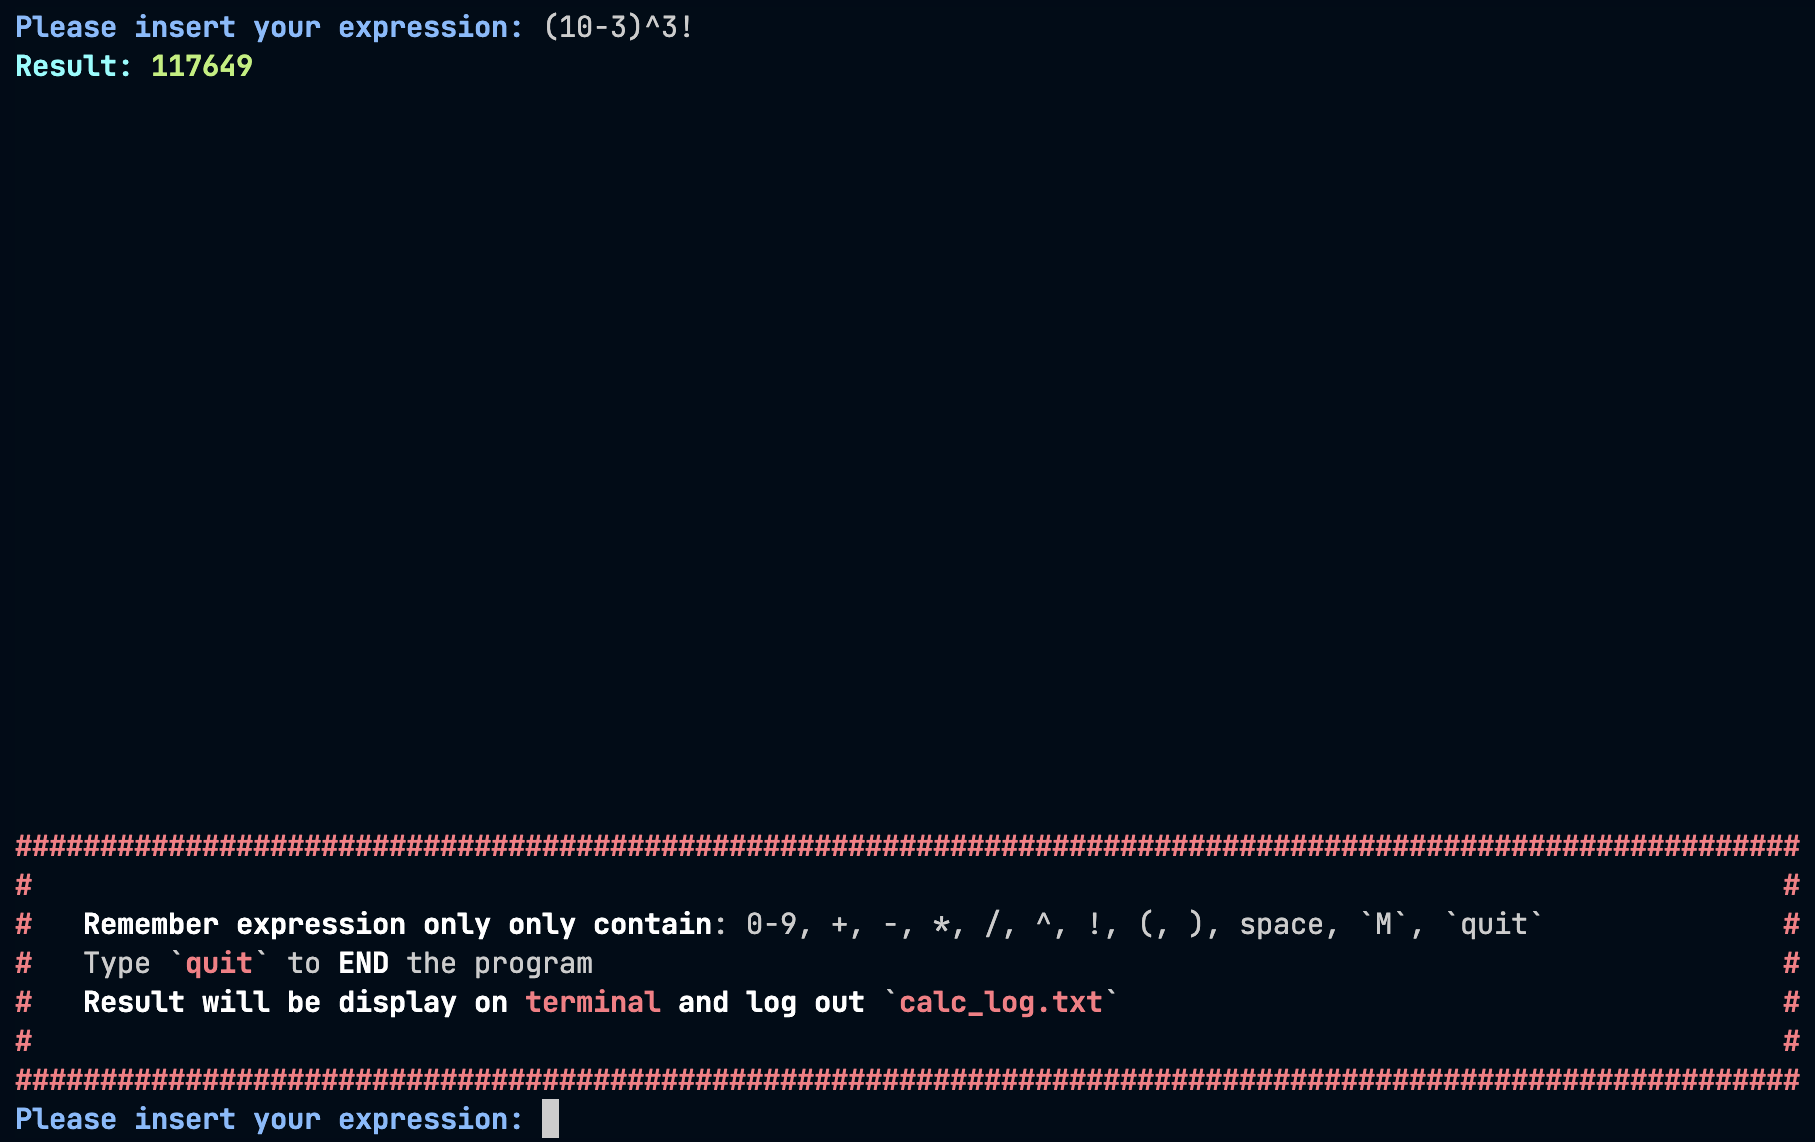 Please insert your expression: (10-3)^3!
Result: 117649
#########################################################################################################
# #
# Remember expression only only contain: 0-9, +, -, *, /, ^, !, (, ), space, `M`, `quit` #
# Type `quit` to END the program #
# Result will be display on terminal and log out `calc_log.txt` #
# #
#########################################################################################################
Please insert your expression: